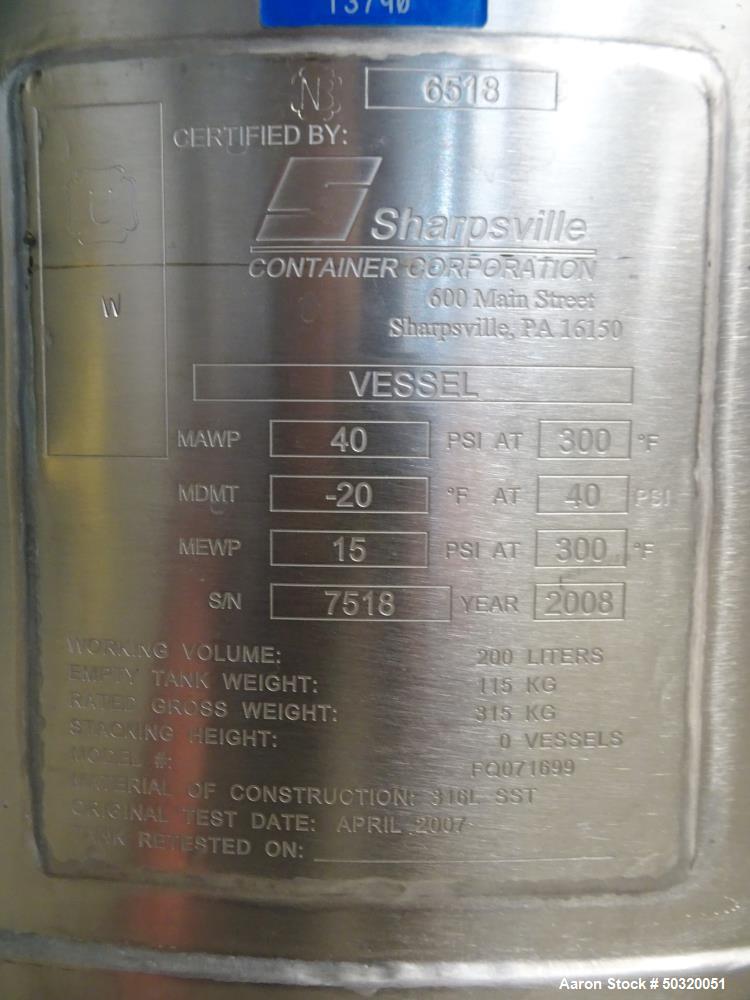 13790
N B 6518
CERTIFIED BY:
U
S Sharpsville
CONTAINER CORPORATION
600 Main Street
Sharpsville, PA 16150
W
VESSEL
MAWP 40 PSI AT 300 °F
MDMT -20 °F AT 40 PSI
MEWP 15 PSI AT 300 °F
S/N 7518 YEAR 2008
WORKING VOLUME: 200 LITERS
EMPTY TANK WEIGHT: 115 KG
RATED GROSS WEIGHT: 315 KG
STACKING HEIGHT: 0 VESSELS
MODEL #: FQ071699
MATERIAL OF CONSTRUCTION: 316L SST
ORIGINAL TEST DATE: APRIL 2007
TANK RETESTED ON:
Aaron Stock # 50320051